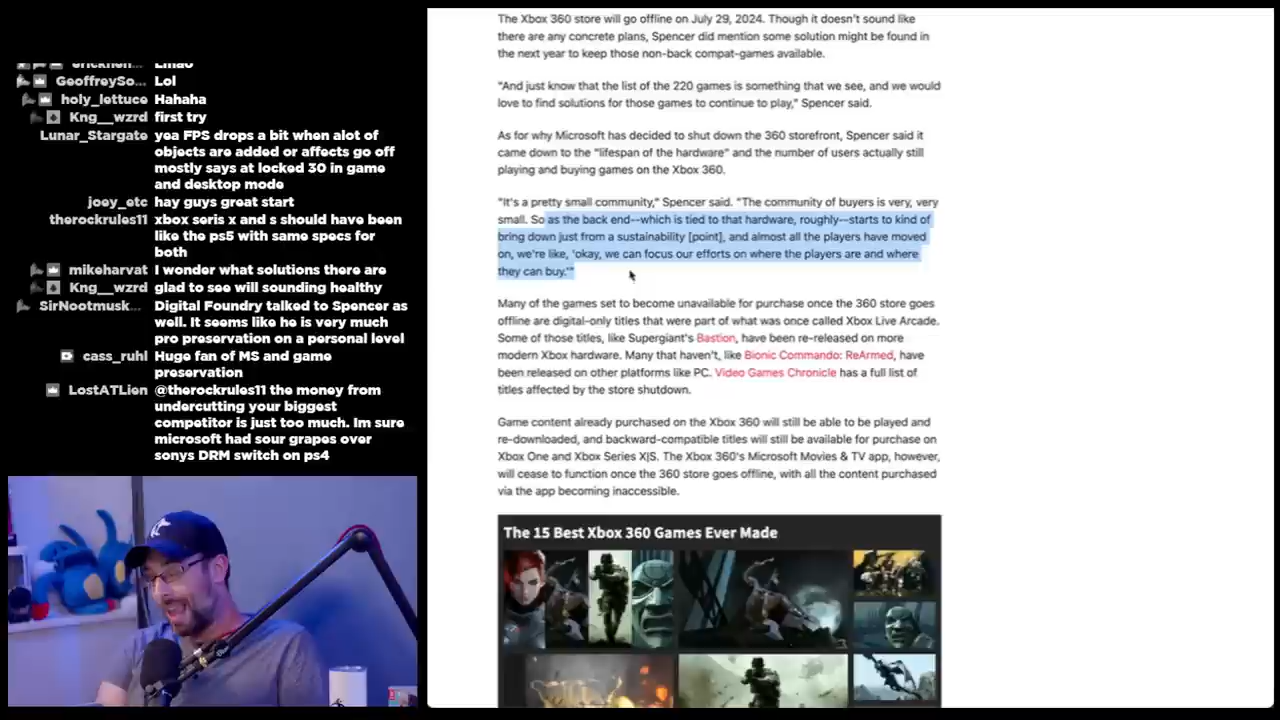 Lmao
GeoffreySo... Lol
holy_lettuce Hahaha
Kng__wzrd first try
Lunar_Stargate yea FPS drops a bit when alot of
objects are added or affects go off
mostly says at locked 30 in game
and desktop mode
joey_etc hay guys great start
therockrules11 xbox seris x and s should have been
like the ps5 with same specs for
both
mikeharvat I wonder what solutions there are
Kng__wzrd glad to see will sounding healthy
SirNootmusk... Digital Foundry talked to Spencer as
well. It seems like he is very much
pro preservation on a personal level
cass_ruhl Huge fan of MS and game
preservation
LostATLien @therockrules11 the money from
undercutting your biggest
competitor is just too much. Im sure
microsoft had sour grapes over
sonys DRM switch on ps4
The Xbox 360 store will go offline on July 29, 2024. Though it doesn't sound like
there are any concrete plans, Spencer did mention some solution might be found in
the next year to keep those non-back compat-games available.
"And just know that the list of the 220 games is something that we see, and we would
love to find solutions for those games to continue to play," Spencer said.
As for why Microsoft has decided to shut down the 360 storefront, Spencer said it
came down to the "lifespan of the hardware" and the number of users actually still
playing and buying games on the Xbox 360.
"It's a pretty small community," Spencer said. "The community of buyers is very, very
small. So as the back end--which is tied to that hardware, roughly--starts to kind of
bring down just from a sustainability [point], and almost all the players have moved
on, we're like, 'okay, we can focus our efforts on where the players are and where
they can buy.'"
Many of the games set to become unavailable for purchase once the 360 store goes
offline are digital-only titles that were part of what was once called Xbox Live Arcade.
Some of those titles, like Supergiant's Bastion, have been re-released on more
modern Xbox hardware. Many that haven't, like Bionic Commando: ReArmed, have
been released on other platforms like PC. Video Games Chronicle has a full list of
titles affected by the store shutdown.
Game content already purchased on the Xbox 360 will still be able to be played and
re-downloaded, and backward-compatible titles will still be available for purchase on
Xbox One and Xbox Series X|S. The Xbox 360's Microsoft Movies & TV app, however,
will cease to function once the 360 store goes offline, with all the content purchased
via the app becoming inaccessible.
The 15 Best Xbox 360 Games Ever Made